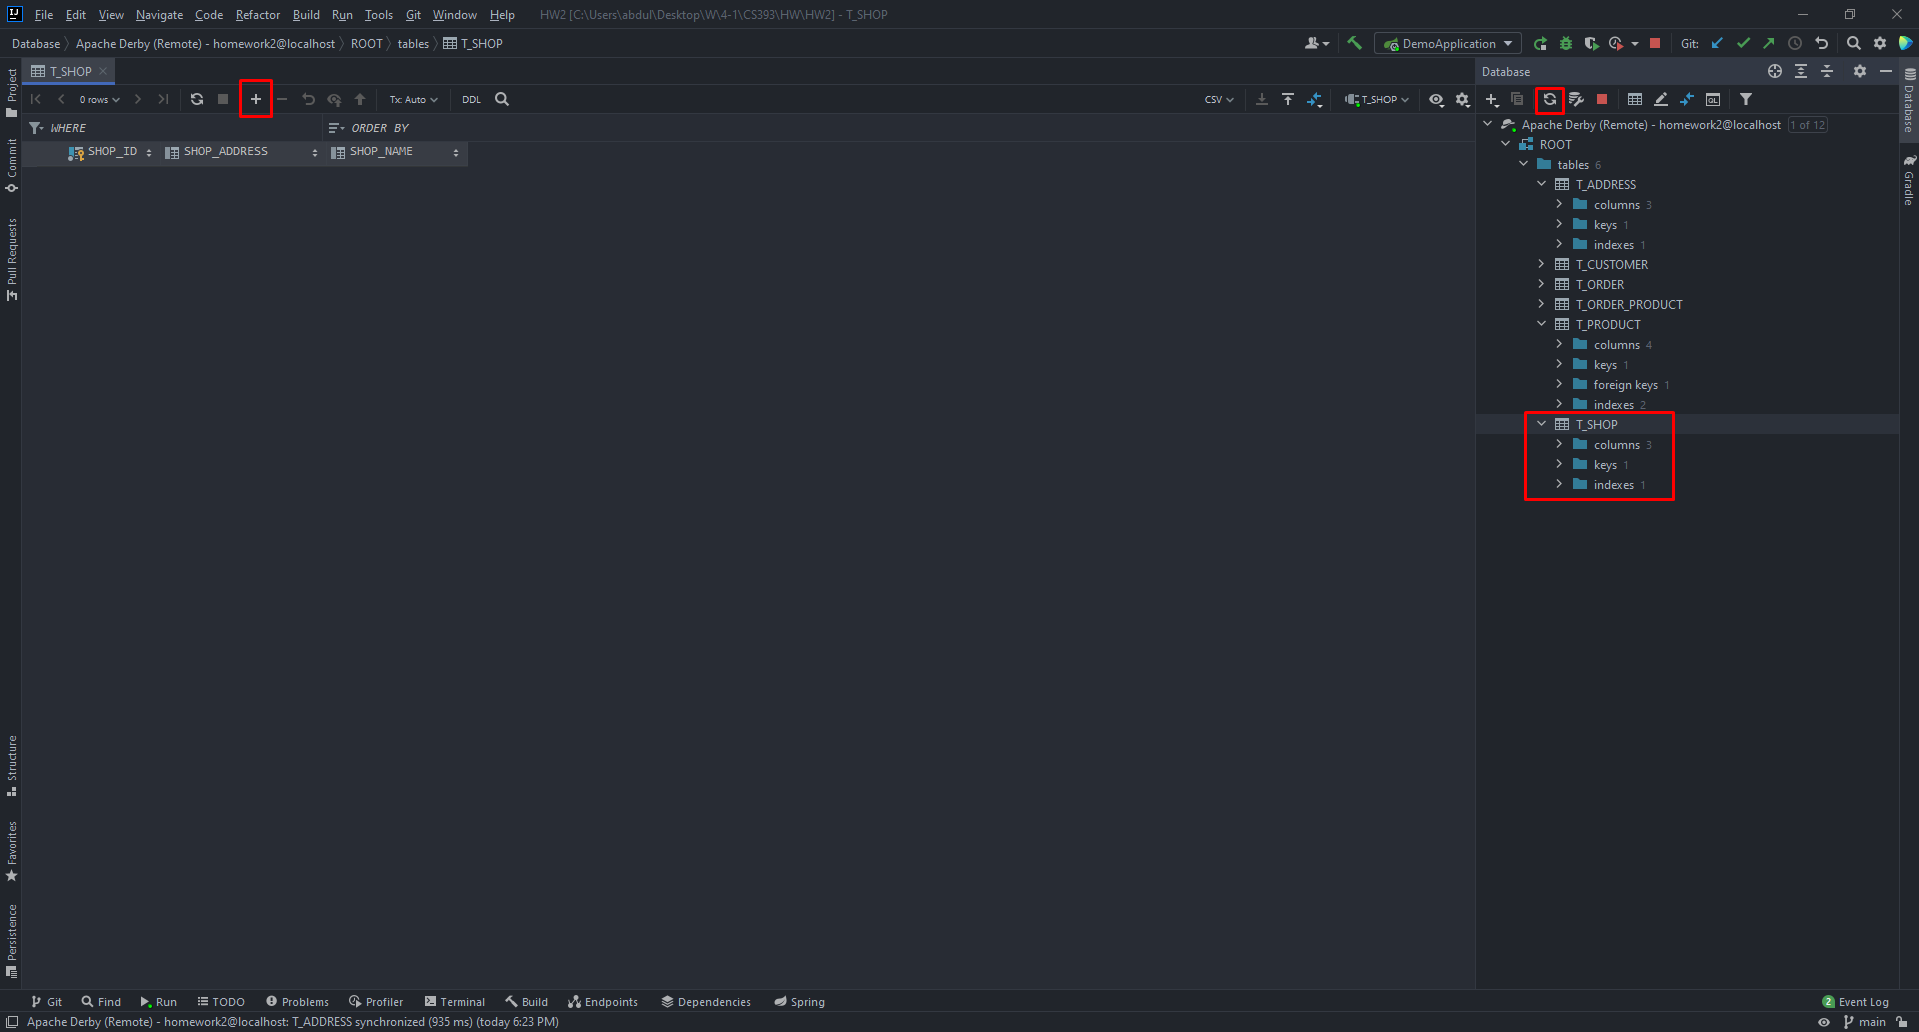 File Edit View Navigate Code Refactor Build Run Tools Git Window Help HW2 [C:\Users\abdul\Desktop\W\4-1\CS393\HW\HW2] - T_SHOP
Database Apache Derby (Remote) - homework2@localhost ROOT tables T_SHOP DemoApplication Git:
T_SHOP
Database
0 rows Tx: Auto DDL CSV T_SHOP
WHERE ORDER BY
SHOP_ID SHOP_ADDRESS SHOP_NAME
Apache Derby (Remote) - homework2@localhost 1 of 12
ROOT
tables 6
T_ADDRESS
columns 3
keys 1
indexes 1
T_CUSTOMER
T_ORDER
T_ORDER_PRODUCT
T_PRODUCT
columns 4
keys 1
foreign keys 1
indexes 2
T_SHOP
columns 3
keys 1
indexes 1
Project
Commit
Pull Requests
Structure
Favorites
Persistence
Database
Gradle
Git Find Run TODO Problems Profiler Terminal Build Endpoints Dependencies Spring 2 Event Log
Apache Derby (Remote) - homework2@localhost: T_ADDRESS synchronized (935 ms) (today 6:23 PM) main